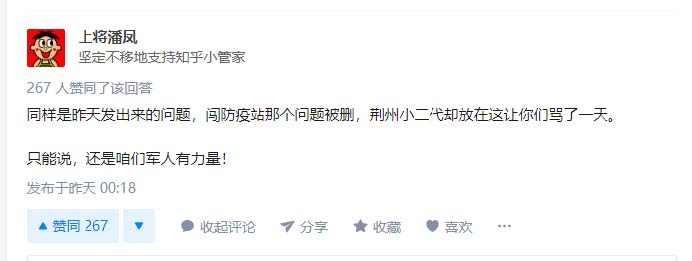 上将潘凤
坚定不移地支持知乎小管家
267 人赞同了该回答
同样是昨天发出来的问题，闯防疫站那个问题被删，荆州小二代却放在这让你们骂了一天。
只能说，还是咱们军人有力量！
发布于昨天 00:18
赞同 267 收起评论 分享 收藏 喜欢